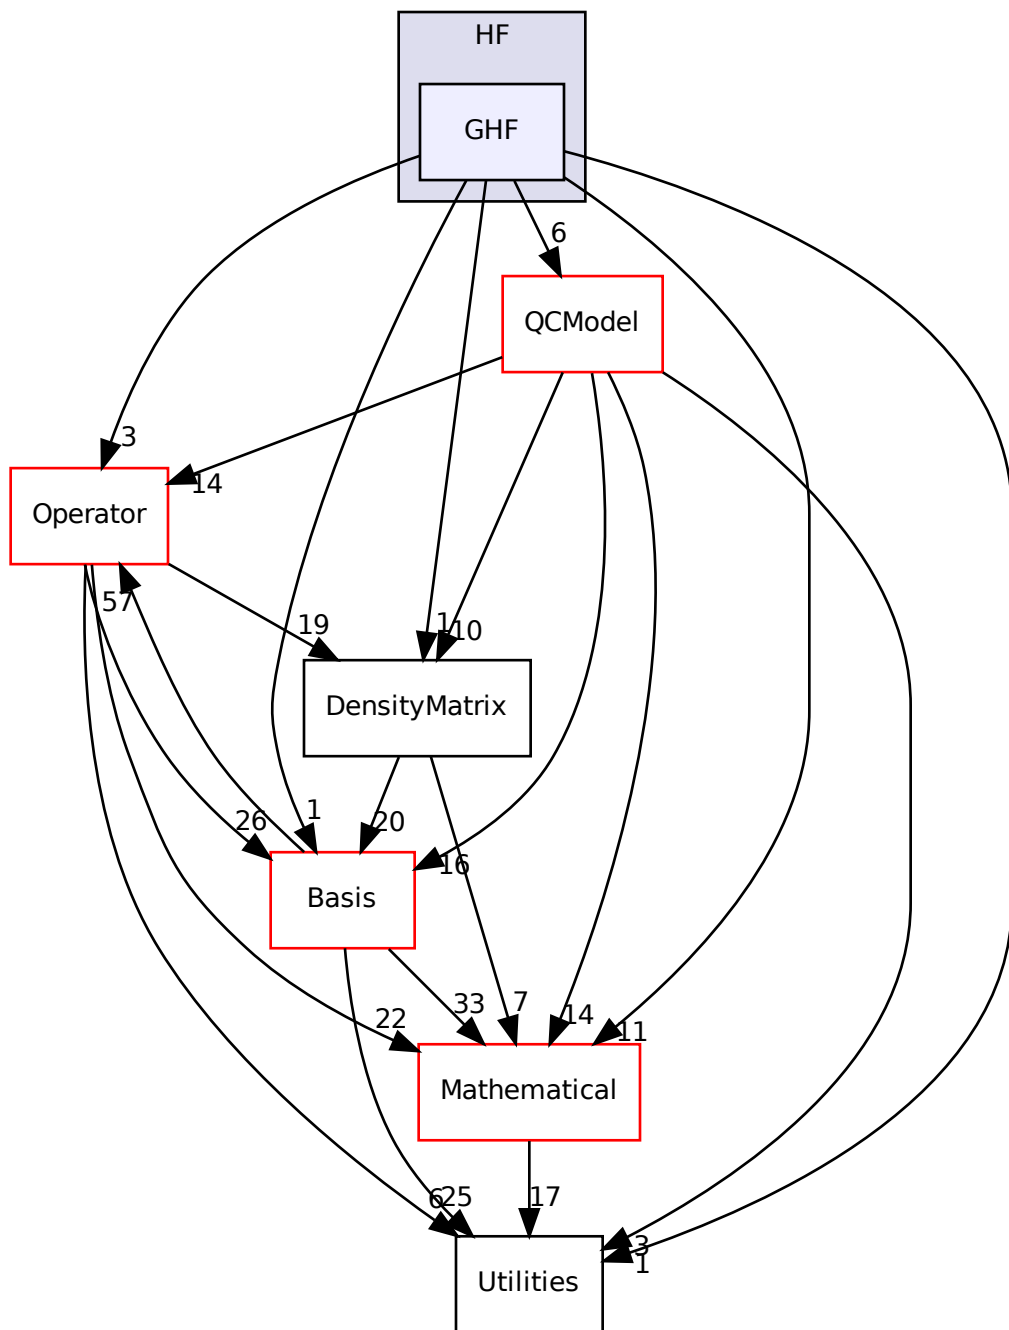 HF
GHF
6
QCModel
3
14
Operator
57
19
1
10
DensityMatrix
26
1
20
16
Basis
22
33
7
14
11
Mathematical
6
25
17
3
1
Utilities